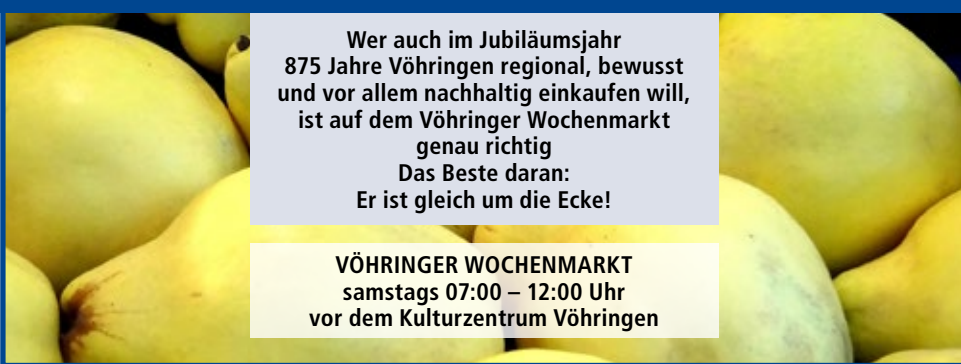 Wer auch im Jubiläumsjahr
875 Jahre Vöhringen regional, bewusst
und vor allem nachhaltig einkaufen will,
ist auf dem Vöhringer Wochenmarkt
genau richtig
Das Beste daran:
Er ist gleich um die Ecke!
VÖHRINGER WOCHENMARKT
samstags 07:00 – 12:00 Uhr
vor dem Kulturzentrum Vöhringen